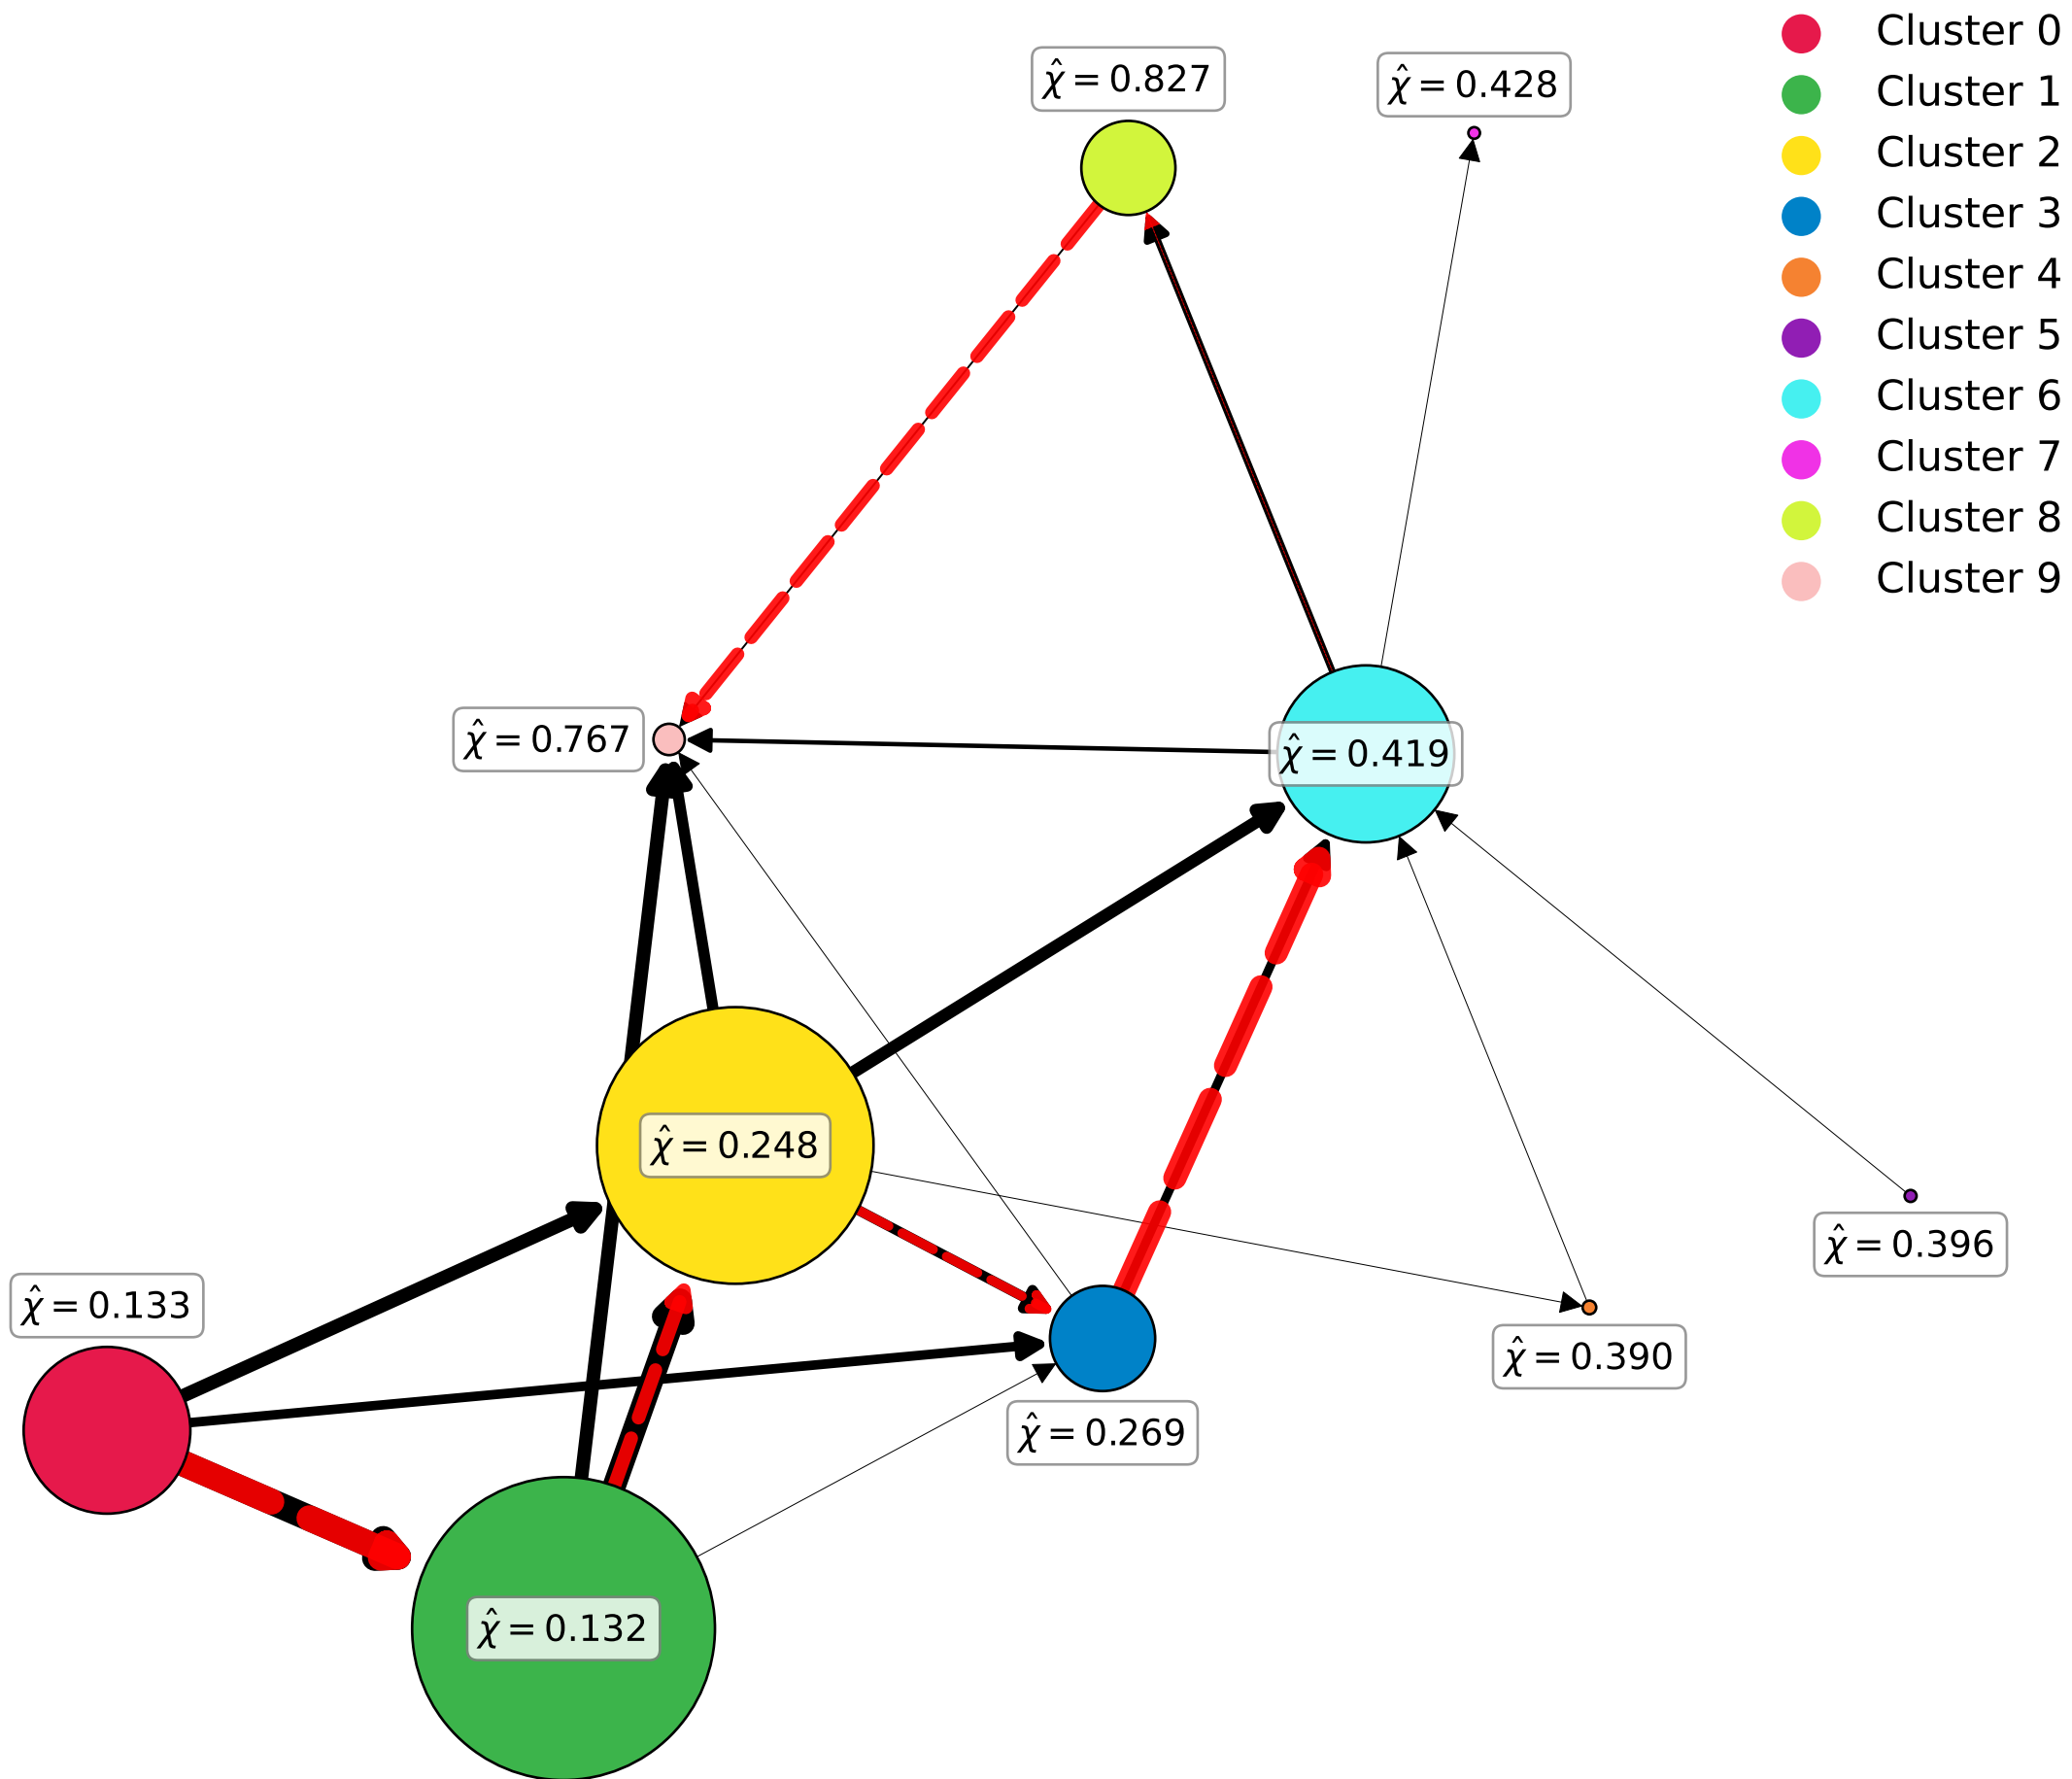 Cluster 0
Cluster 1
Cluster 2
Cluster 3
Cluster 4
Cluster 5
Cluster 6
Cluster 7
Cluster 8
Cluster 9
χ̂ = 0.827
χ̂ = 0.428
χ̂ = 0.767
χ̂ = 0.419
χ̂ = 0.248
χ̂ = 0.396
χ̂ = 0.133
χ̂ = 0.390
χ̂ = 0.269
χ̂ = 0.132